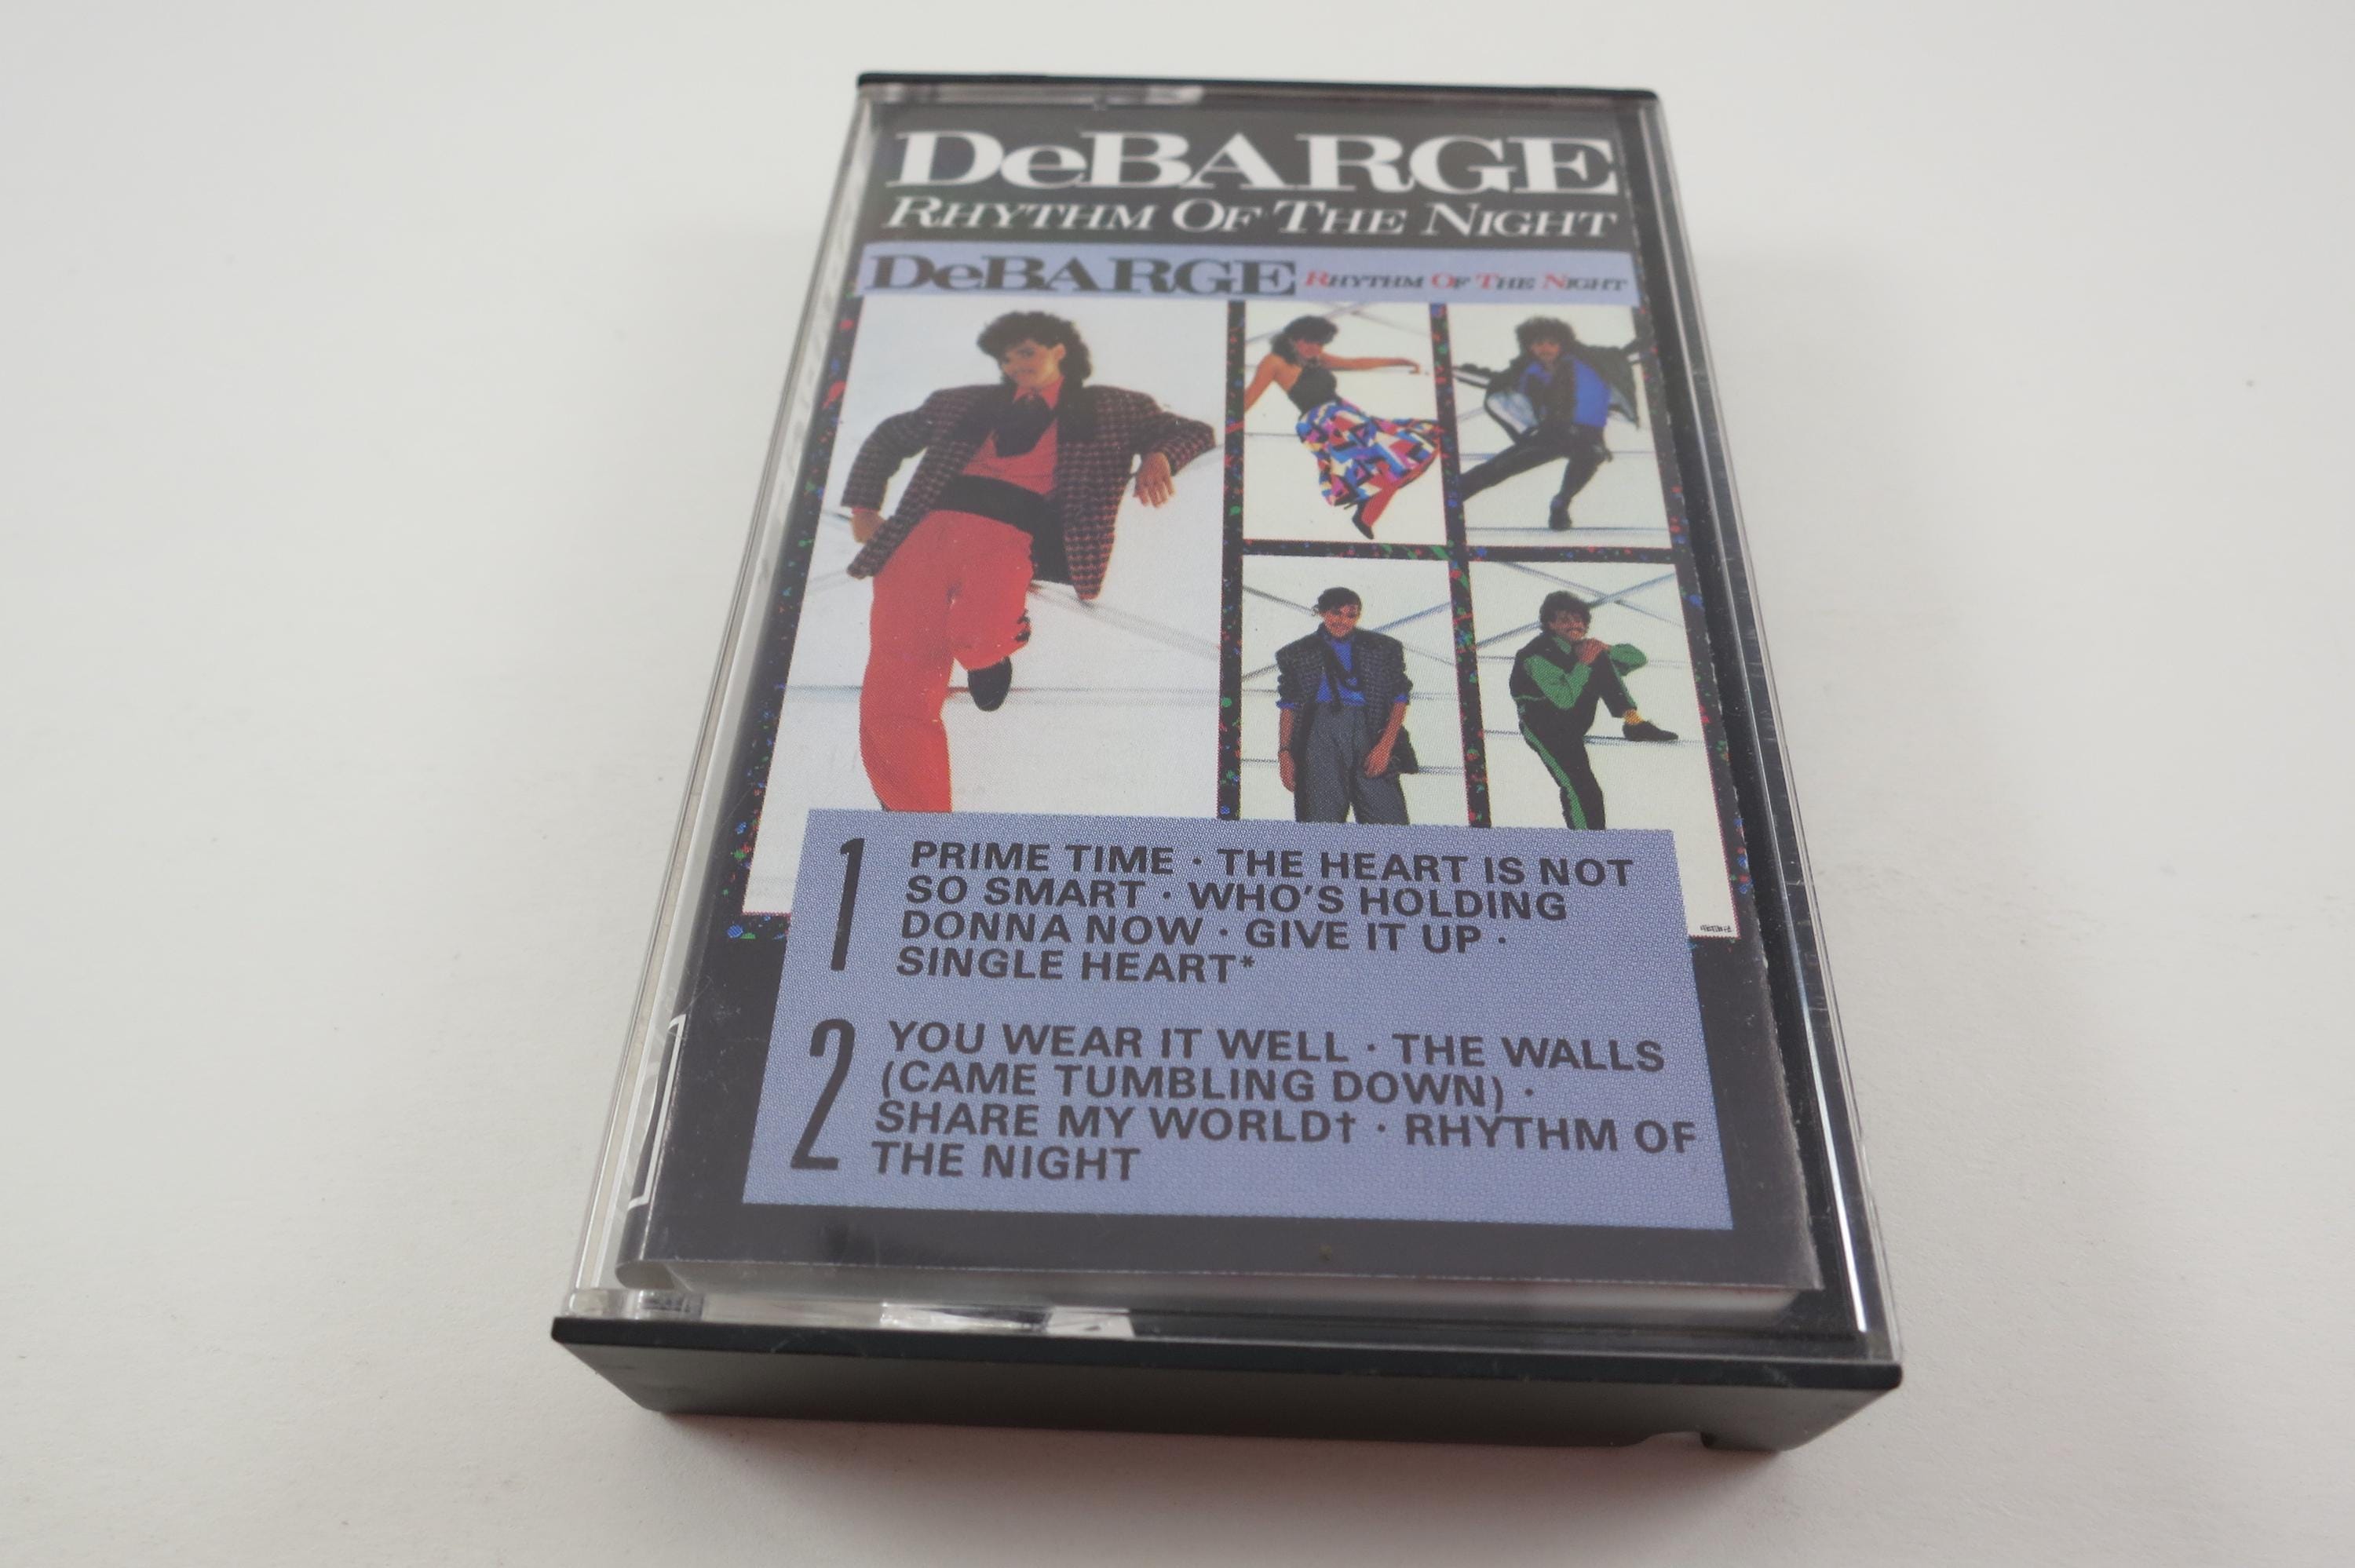 DeBARGE
RHYTHM OF THE NIGHT
DeBARGE RHYTHM OF THE NIGHT
1 PRIME TIME · THE HEART IS NOT
SO SMART · WHO'S HOLDING
DONNA NOW · GIVE IT UP ·
SINGLE HEART*
2 YOU WEAR IT WELL · THE WALLS
(CAME TUMBLING DOWN) ·
SHARE MY WORLD† · RHYTHM OF
THE NIGHT